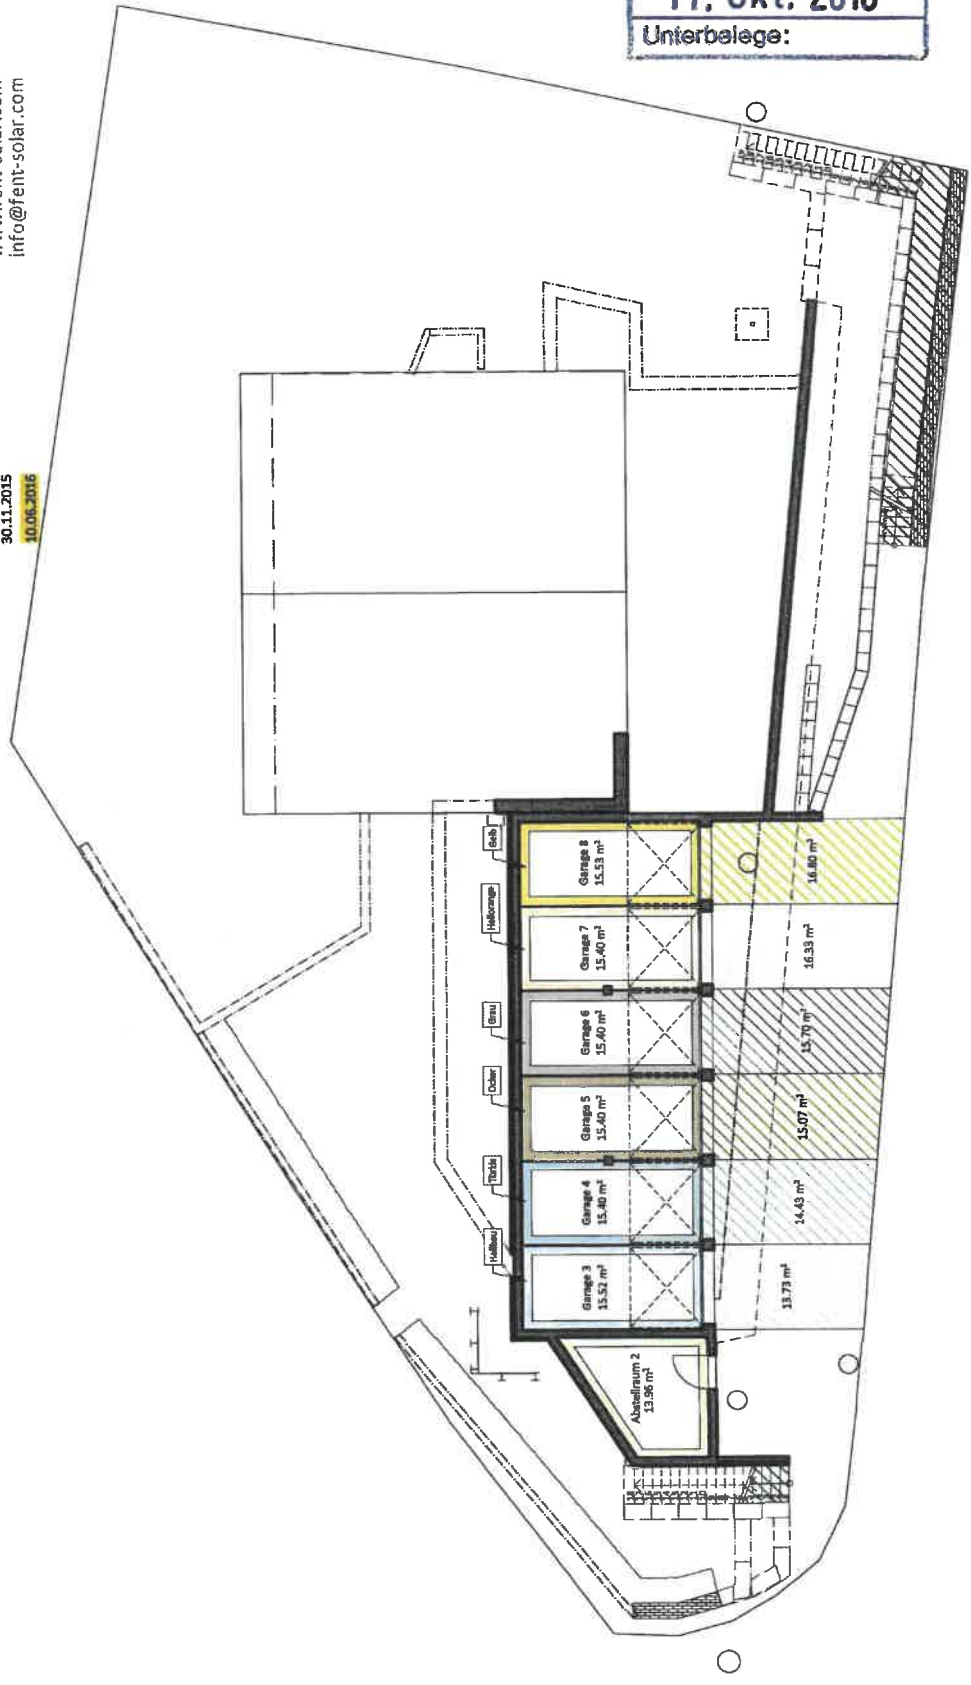 info@fent-solar.com
30.11.2015
10.06.2016
17. Okt. 2016
Unterbelege:
Gelb
Hellorange
Grau
Ocker
Türkis
Hellblau
Garage 8
15.53 m²
Garage 7
15.40 m²
Garage 6
15.40 m²
Garage 5
15.40 m²
Garage 4
15.40 m²
Garage 3
15.52 m²
Abstellraum 2
13.96 m²
16.80 m²
16.33 m²
15.70 m²
15.07 m²
14.43 m²
13.73 m²